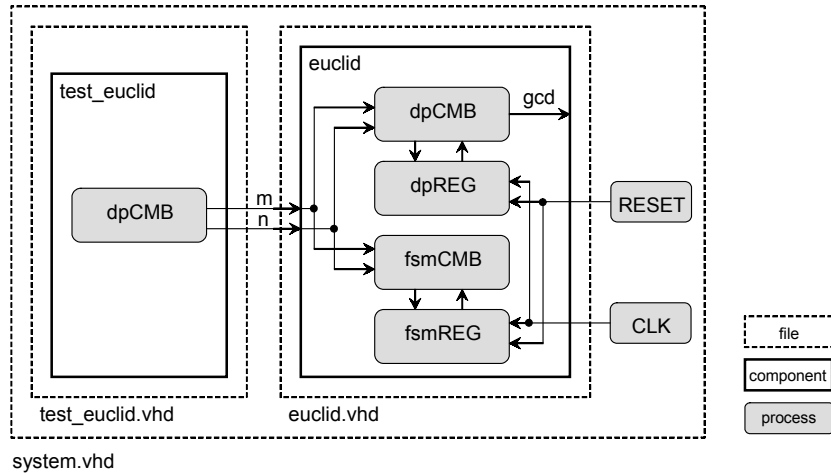 euclid
test_euclid
dpCMB
gcd
dpREG
m
dpCMB
n
RESET
fsmCMB
fsmREG
CLK
file
component
process
test_euclid.vhd
euclid.vhd
system.vhd